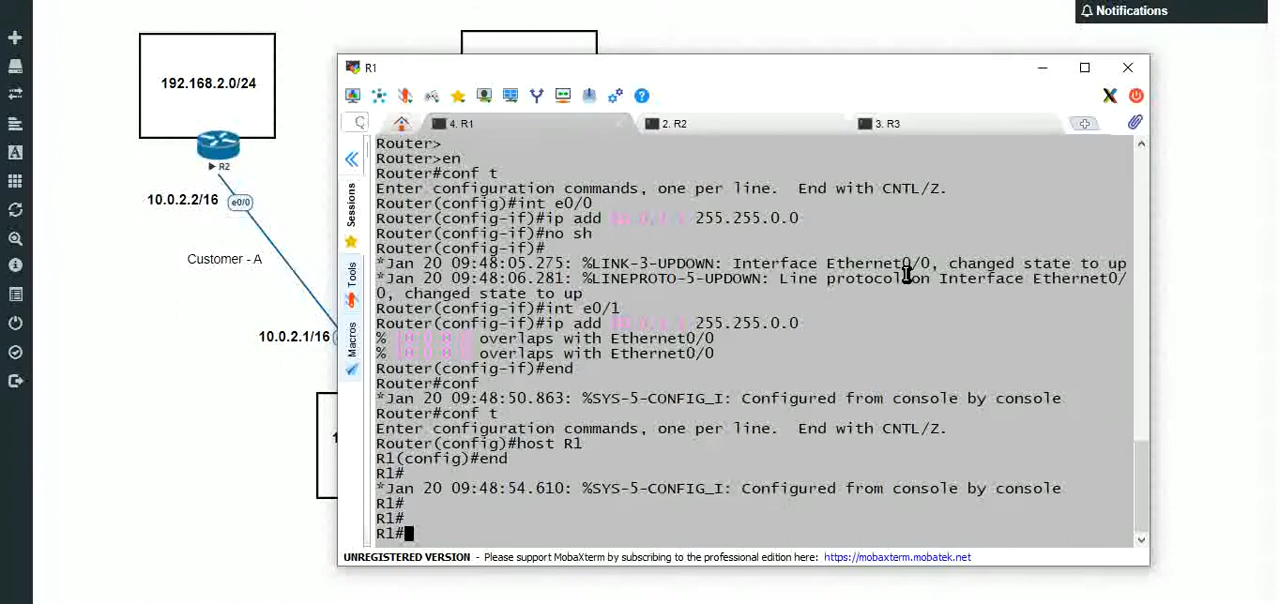 Notifications
192.168.2.0/24
R2
10.0.2.2/16
e0/0
Customer - A
10.0.2.1/16
R1
4. R1
2. R2
3. R3
Sessions
Tools
Macros
Router>
Router>en
Router#conf t
Enter configuration commands, one per line.  End with CNTL/Z.
Router(config)#int e0/0
Router(config-if)#ip add 255.255.0.0
Router(config-if)#no sh
Router(config-if)#
*Jan 20 09:48:05.275: %LINK-3-UPDOWN: Interface Ethernet0/0, changed state to up
*Jan 20 09:48:06.281: %LINEPROTO-5-UPDOWN: Line protocol on Interface Ethernet0/
0, changed state to up
Router(config-if)#int e0/1
Router(config-if)#ip add 255.255.0.0
% overlaps with Ethernet0/0
% overlaps with Ethernet0/0
Router(config-if)#end
Router#conf
*Jan 20 09:48:50.863: %SYS-5-CONFIG_I: Configured from console by console
Router#conf t
Enter configuration commands, one per line.  End with CNTL/Z.
Router(config)#host R1
R1(config)#end
R1#
*Jan 20 09:48:54.610: %SYS-5-CONFIG_I: Configured from console by console
R1#
R1#
R1#
UNREGISTERED VERSION - Please support MobaXterm by subscribing to the professional edition here: https://mobaxterm.mobatek.net